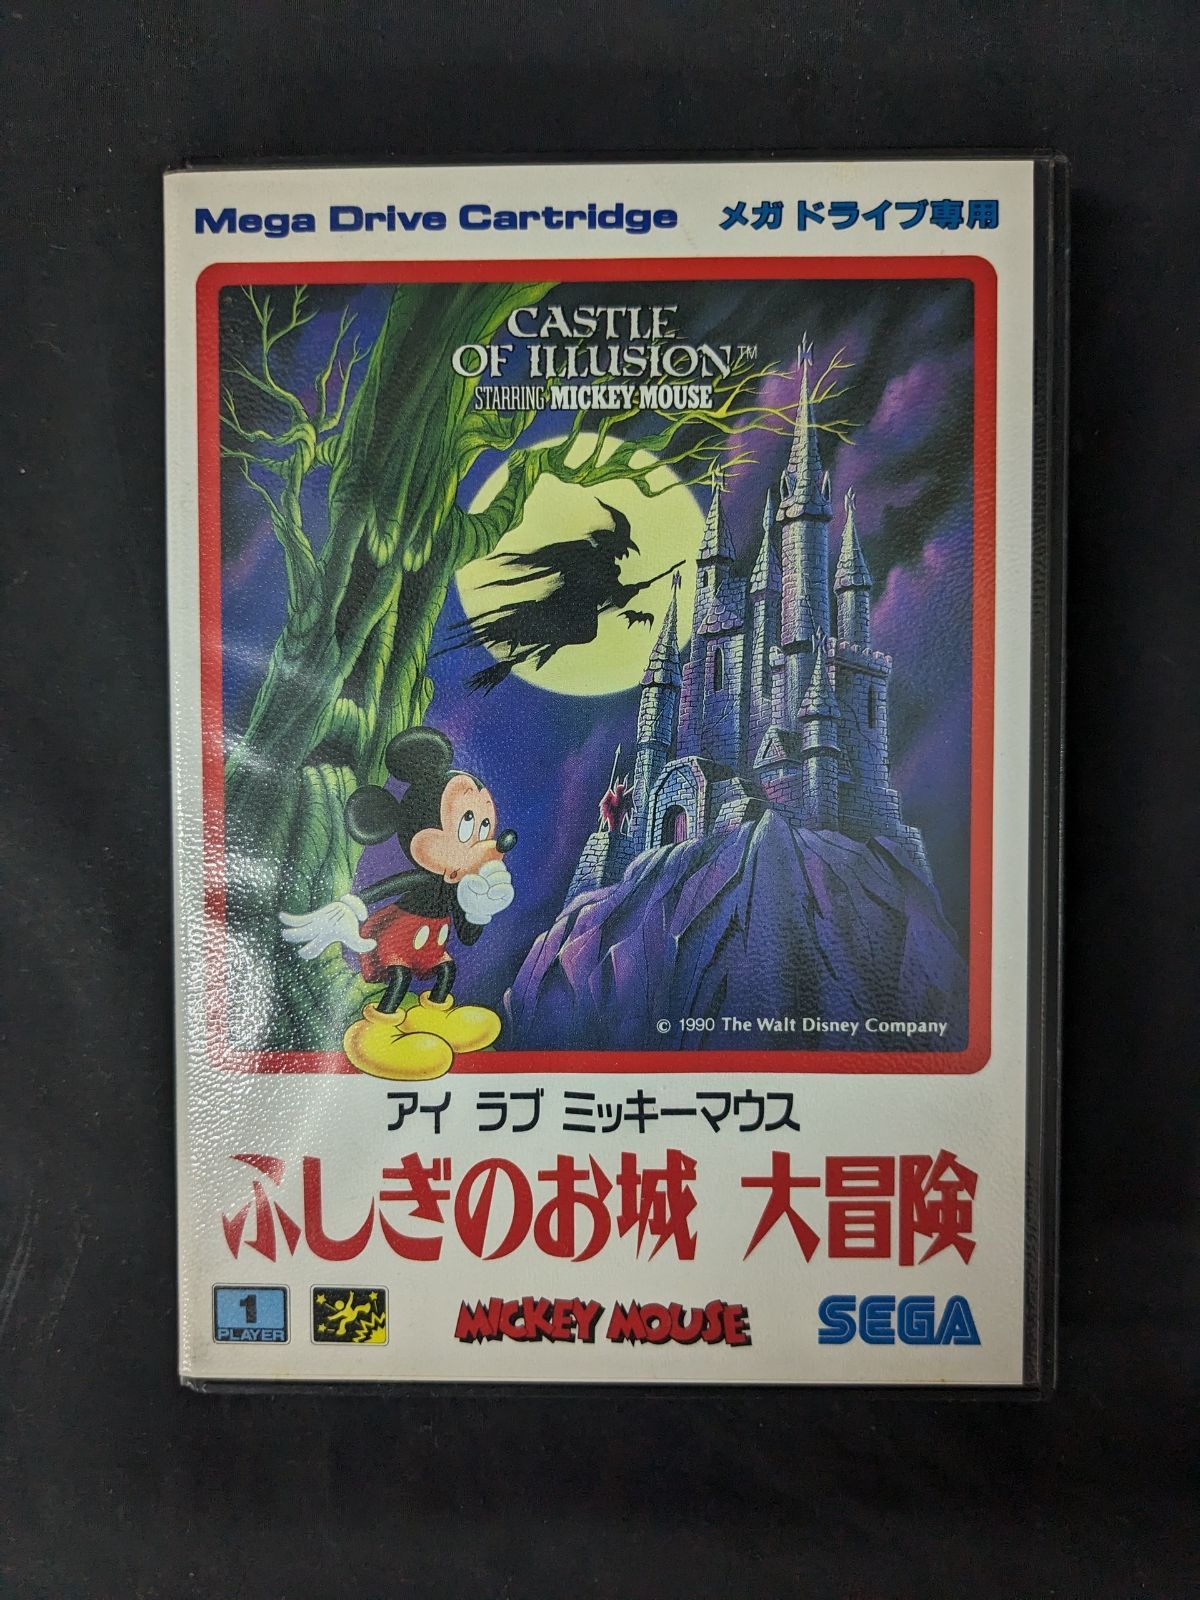 Mega Drive Cartridge メガドライブ専用
CASTLE
OF ILLUSION™
STARRING MICKEY MOUSE
© 1990 The Walt Disney Company
アイ ラブ ミッキーマウス
ふしぎのお城 大冒険
1
PLAYER
MICKEY MOUSE
SEGA